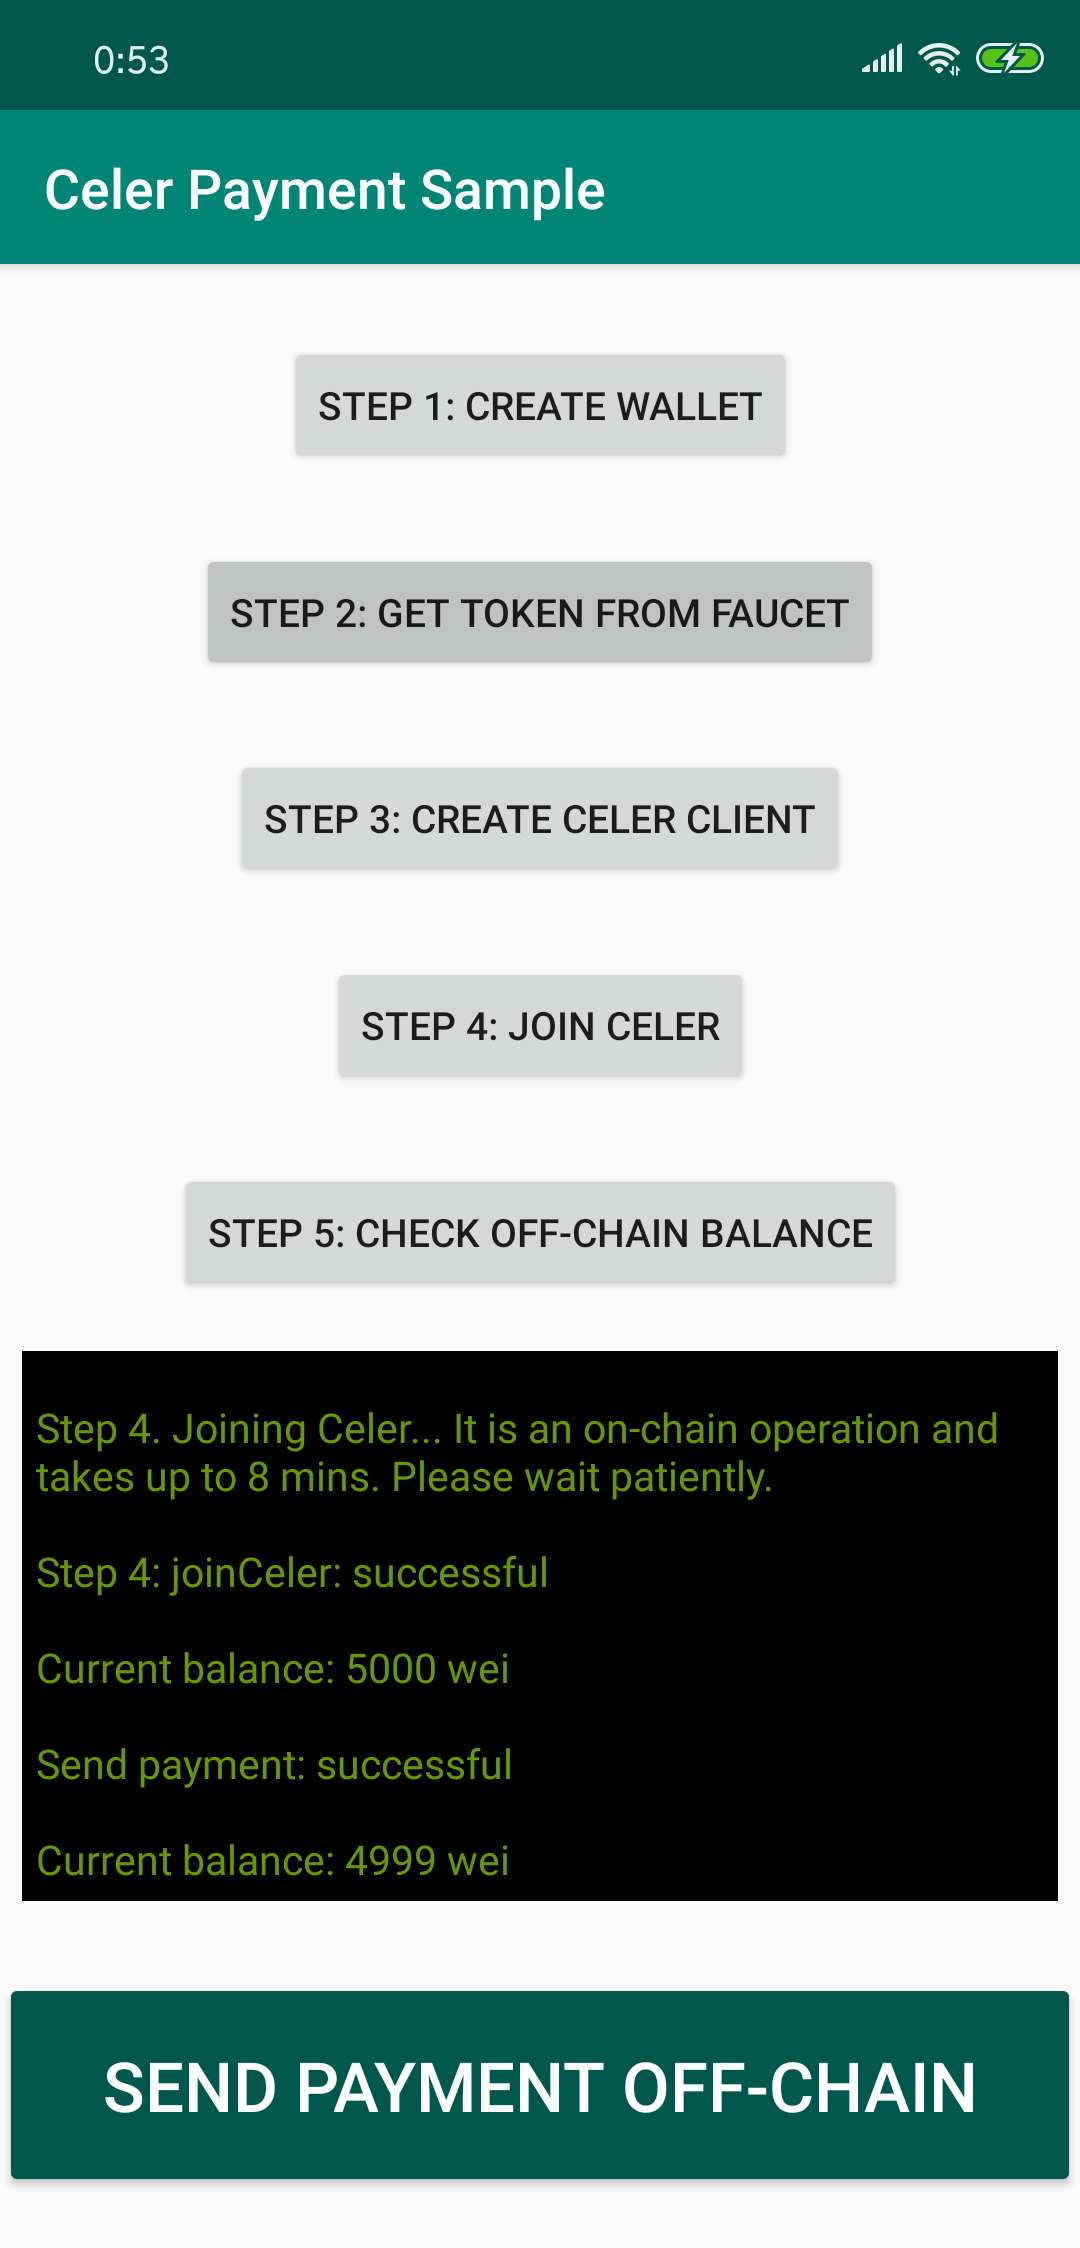 0:53
Celer Payment Sample
STEP 1: CREATE WALLET
STEP 2: GET TOKEN FROM FAUCET
STEP 3: CREATE CELER CLIENT
STEP 4: JOIN CELER
STEP 5: CHECK OFF-CHAIN BALANCE
Step 4. Joining Celer... It is an on-chain operation and
takes up to 8 mins. Please wait patiently.
Step 4: joinCeler: successful
Current balance: 5000 wei
Send payment: successful
Current balance: 4999 wei
SEND PAYMENT OFF-CHAIN